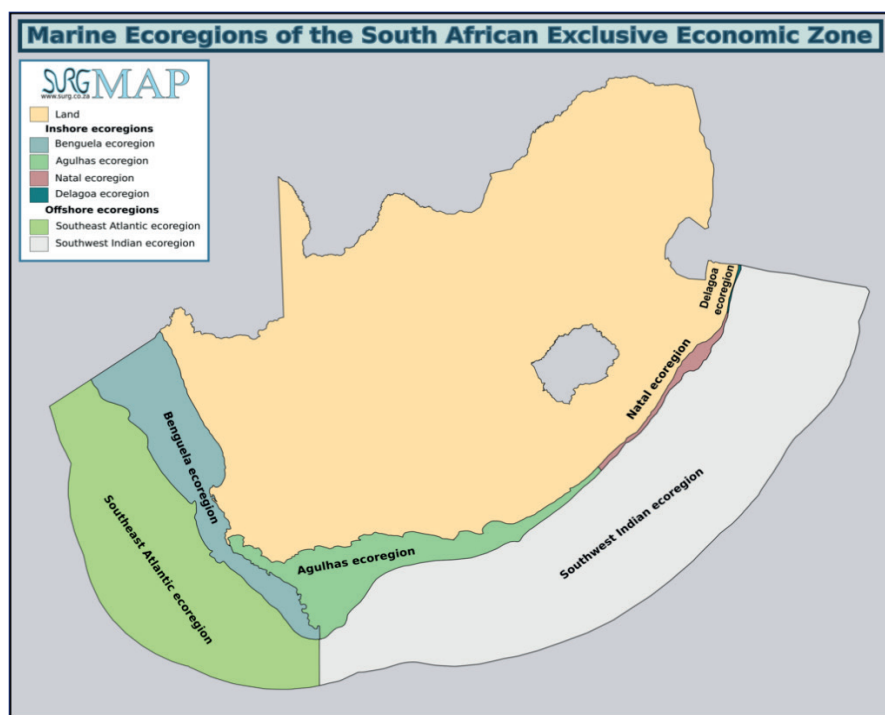 Marine Ecoregions of the South African Exclusive Economic Zone
SURG MAP
www.surg.co.za
Land
Inshore ecoregions
Benguela ecoregion
Agulhas ecoregion
Natal ecoregion
Delagoa ecoregion
Offshore ecoregions
Southeast Atlantic ecoregion
Southwest Indian ecoregion
Delagoa
ecoregion
Natal ecoregion
Benguela ecoregion
Southwest Indian ecoregion
Southeast Atlantic ecoregion
Agulhas ecoregion